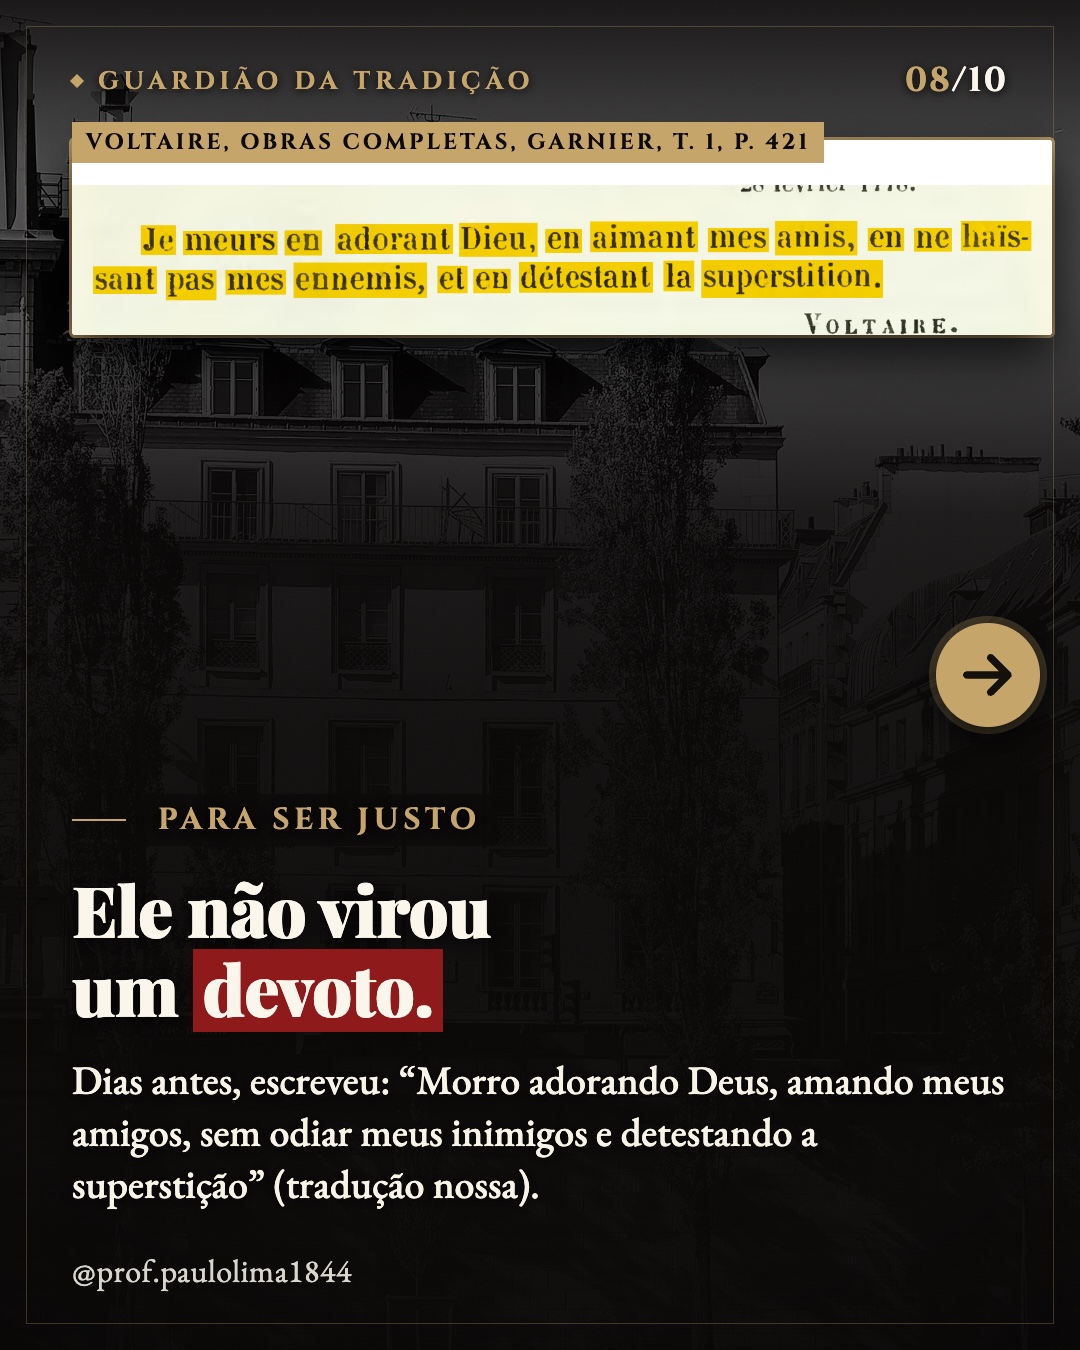 GUARDIÃO DA TRADIÇÃO
08/10
VOLTAIRE, OBRAS COMPLETAS, GARNIER, T. 1, P. 421
28 février 1778.
Je meurs en adorant Dieu, en aimant mes amis, en ne haïs-
sant pas mes ennemis, et en détestant la superstition.
VOLTAIRE.
PARA SER JUSTO
Ele não virou
um devoto.
Dias antes, escreveu: “Morro adorando Deus, amando meus
amigos, sem odiar meus inimigos e detestando a
superstição” (tradução nossa).
@prof.paulolima1844